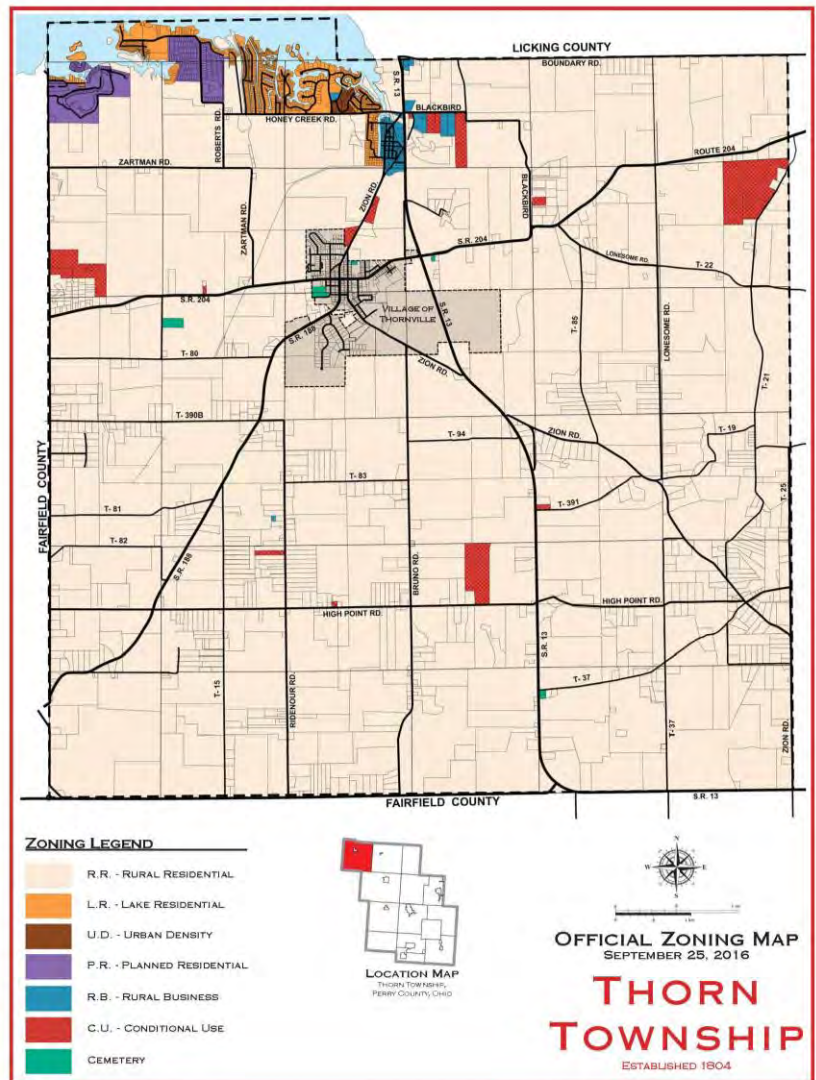 LICKING COUNTY
BOUNDARY RD.
S.R. 13
BLACKBIRD
HONEY CREEK RD.
ROBERTS RD.
ZARTMAN RD.
ROUTE 204
ZION RD.
BLACKBIRD
ZARTMAN RD.
S.R. 204
LONESOME RD.
T- 22
S.R. 204
VILLAGE OF
THORNVILLE
S.R. 13
T- 85
LONESOME RD.
S.R. 188
T- 80
ZION RD.
T- 21
T- 390B
T- 94
ZION RD.
T- 19
FAIRFIELD COUNTY
T- 83
T- 25
T- 81
T- 391
T- 82
S.R. 188
BRUNO RD.
HIGH POINT RD.
HIGH POINT RD.
S.R. 13
T- 37
T- 15
RIDENOUR RD.
T-37
ZION RD.
FAIRFIELD COUNTY
S.R. 13
ZONING LEGEND
R.R. - RURAL RESIDENTIAL
L.R. - LAKE RESIDENTIAL
U.D. - URBAN DENSITY
P.R. - PLANNED RESIDENTIAL
R.B. - RURAL BUSINESS
C.U. - CONDITIONAL USE
CEMETERY
LOCATION MAP
THORN TOWNSHIP,
PERRY COUNTY, OHIO
N
W
E
S
OFFICIAL ZONING MAP
SEPTEMBER 25, 2016
THORN
TOWNSHIP
ESTABLISHED 1804